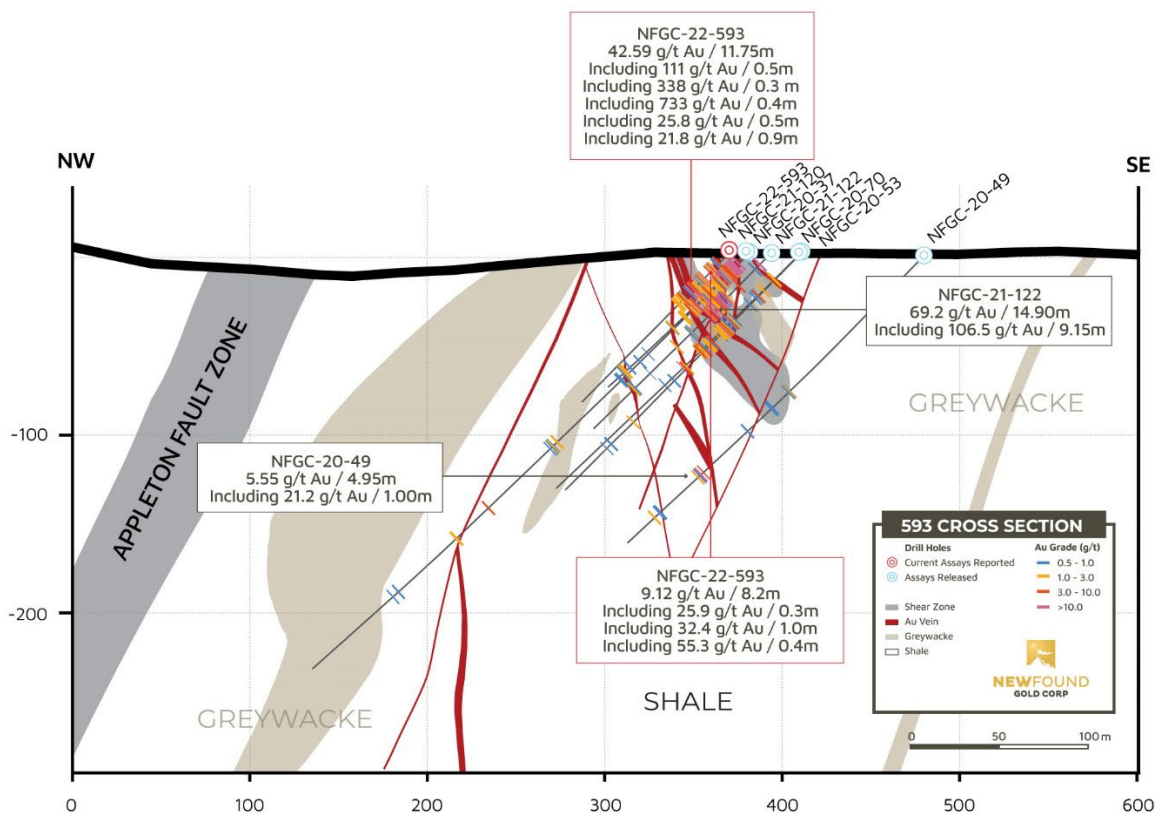 NFGC-22-593
42.59 g/t Au / 11.75m
Including 111 g/t Au / 0.5m
Including 338 g/t Au / 0.3 m
Including 733 g/t Au / 0.4m
Including 25.8 g/t Au / 0.5m
Including 21.8 g/t Au / 0.9m
NW
SE
NFGC-22-593
NFGC-21-120
NFGC-20-37
NFGC-21-122
NFGC-20-70
NFGC-20-53
NFGC-20-49
NFGC-21-122
69.2 g/t Au / 14.90m
Including 106.5 g/t Au / 9.15m
APPLETON FAULT ZONE
GREYWACKE
-100
NFGC-20-49
5.55 g/t Au / 4.95m
Including 21.2 g/t Au / 1.00m
-200
NFGC-22-593
9.12 g/t Au / 8.2m
Including 25.9 g/t Au / 0.3m
Including 32.4 g/t Au / 1.0m
Including 55.3 g/t Au / 0.4m
GREYWACKE
SHALE
593 CROSS SECTION
Drill Holes
Current Assays Reported
Assays Released
Shear Zone
Au Vein
Greywacke
Shale
Au Grade (g/t)
0.5 - 1.0
1.0 - 3.0
3.0 - 10.0
>10.0
NEWFOUND
GOLD CORP
0 50 100 m
0 100 200 300 400 500 600